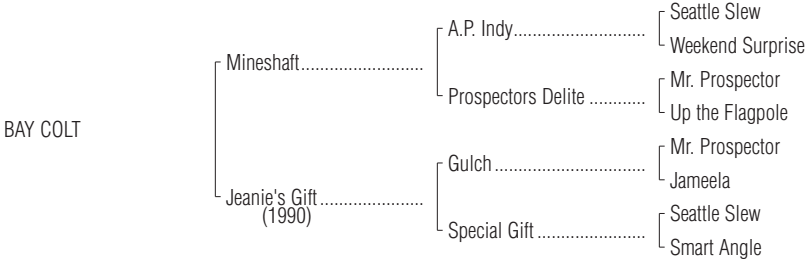 Seattle Slew
A.P. Indy..............................
Weekend Surprise
Mineshaft...........................
Mr. Prospector
Prospectors Delite ............
Up the Flagpole
BAY COLT
Mr. Prospector
Gulch..................................
Jameela
Jeanie's Gift.......................
(1990)
Seattle Slew
Special Gift ........................
Smart Angle